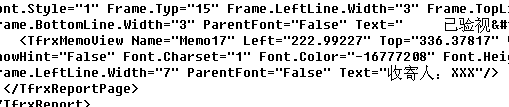 ont.Style="1" Frame.Typ="15" Frame.LeftLine.Width="3" Frame.TopLi
rame.BottomLine.Width="3" ParentFont="False" Text="     已验视&#
<TfrxMemoView Name="Memo17" Left="222.99227" Top="336.37817" W
howHint="False" Font.Charset="1" Font.Color="-16777208" Font.Hei
rame.LeftLine.Width="7" ParentFont="False" Text="收寄人：XXX"/>
</TfrxReportPage>
/TfrxReport>